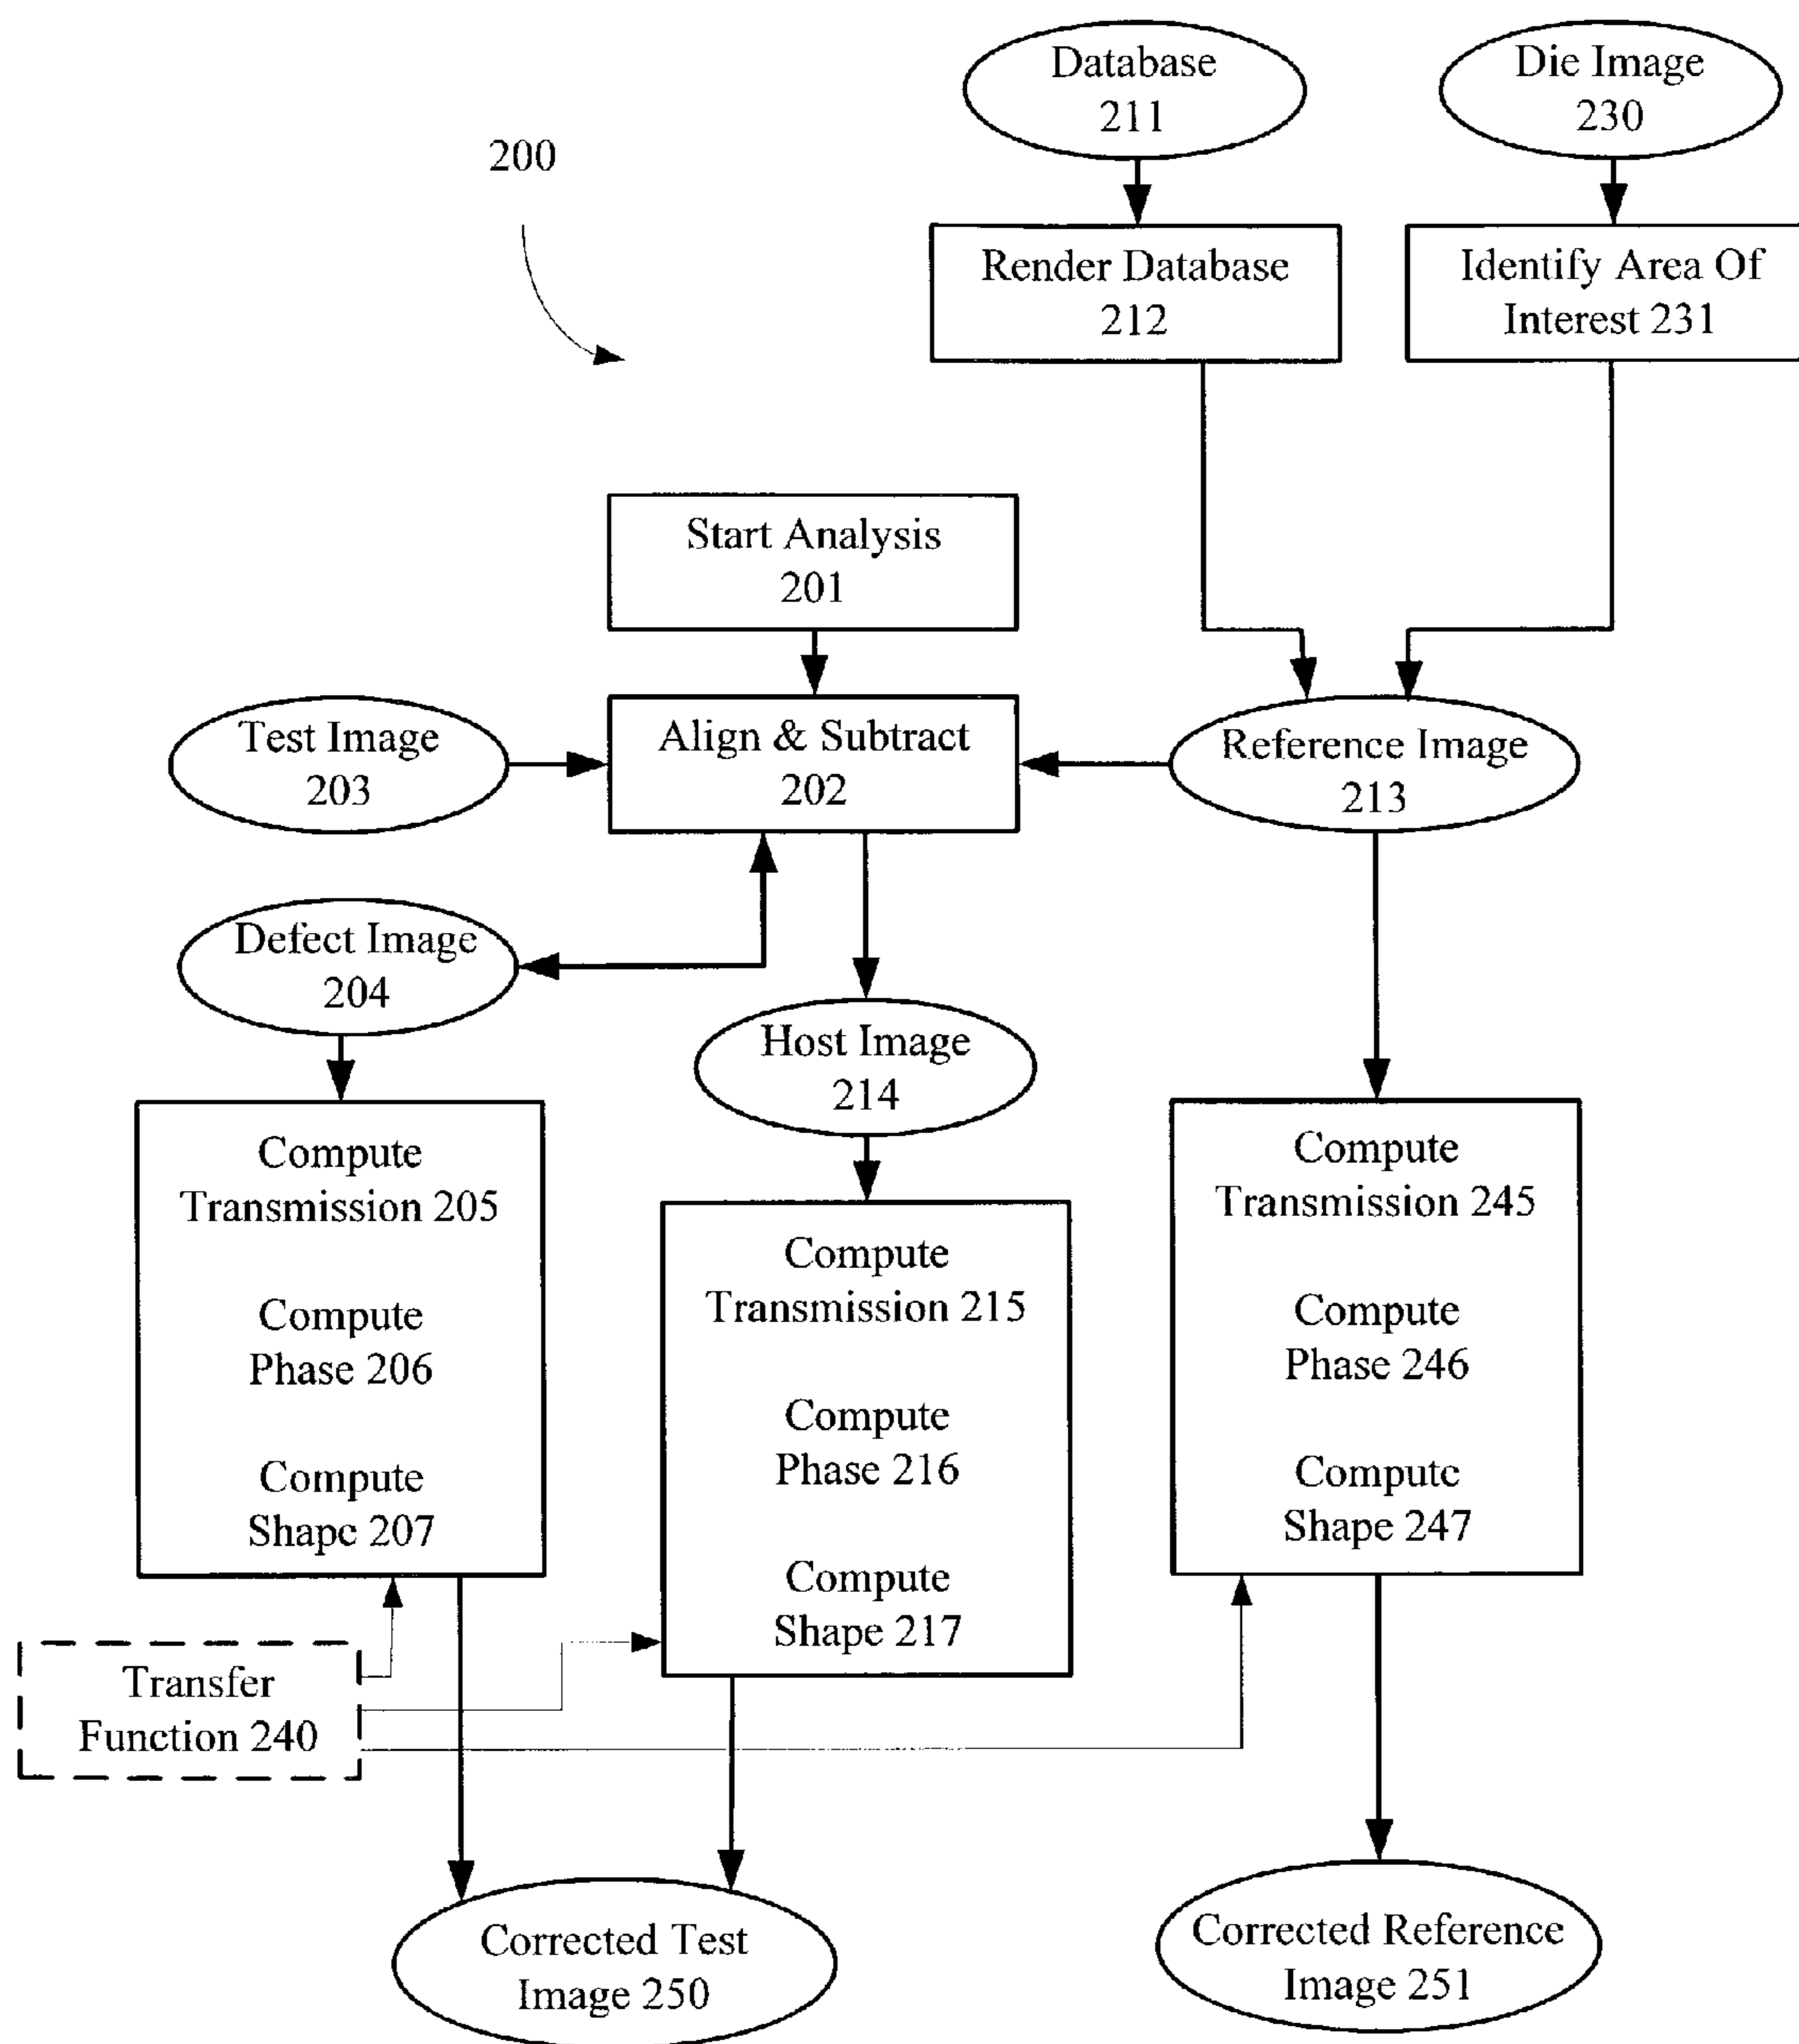 Database
211
Die Image
230
200
Render Database
212
Identify Area Of
Interest 231
Start Analysis
201
Test Image
203
Align & Subtract
202
Reference Image
213
Defect Image
204
Host Image
214
Compute
Transmission 205
Compute
Phase 206
Compute
Shape 207
Compute
Transmission 215
Compute
Phase 216
Compute
Shape 217
Compute
Transmission 245
Compute
Phase 246
Compute
Shape 247
Transfer
Function 240
Corrected Test
Image 250
Corrected Reference
Image 251